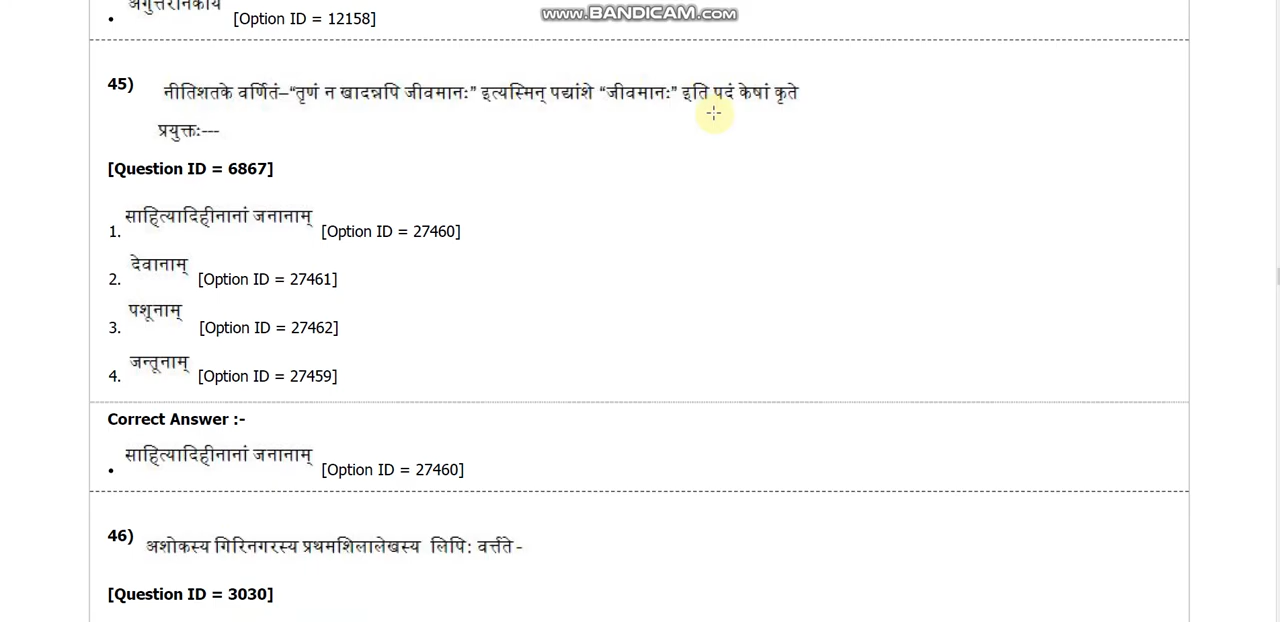 www.BANDICAM.com
अंगुत्तरनिकाय
• [Option ID = 12158]
45) नीतिशतके वर्णितं–“तृणं न खादन्नपि जीवमानः” इत्यस्मिन् पद्यांशे “जीवमानः” इति पदं केषां कृते
प्रयुक्तः---
[Question ID = 6867]
1. साहित्यादिहीनानां जनानाम् [Option ID = 27460]
2. देवानाम् [Option ID = 27461]
3. पशूनाम् [Option ID = 27462]
4. जन्तूनाम् [Option ID = 27459]
Correct Answer :-
• साहित्यादिहीनानां जनानाम् [Option ID = 27460]
46) अशोकस्य गिरिनगरस्य प्रथमशिलालेखस्य लिपि: वर्त्तते -
[Question ID = 3030]